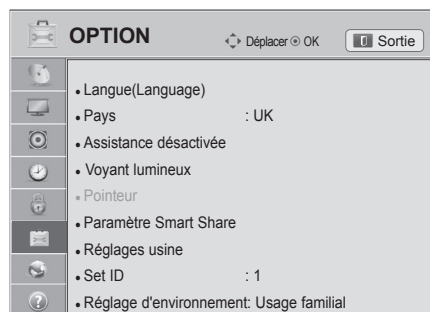 OPTION Déplacer OK Sortie
• Langue(Language)
• Pays : UK
• Assistance désactivée
• Voyant lumineux
• Pointeur
• Paramètre Smart Share
• Réglages usine
• Set ID : 1
• Réglage d'environnement: Usage familial
?